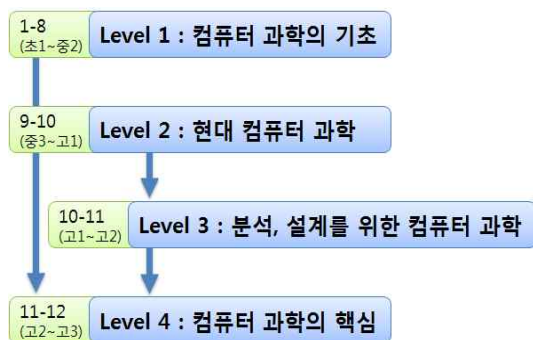 1-8
(초1~중2)
Level 1 : 컴퓨터 과학의 기초
9-10
(중3~고1)
Level 2 : 현대 컴퓨터 과학
10-11
(고1~고2)
Level 3 : 분석, 설계를 위한 컴퓨터 과학
11-12
(고2~고3)
Level 4 : 컴퓨터 과학의 핵심